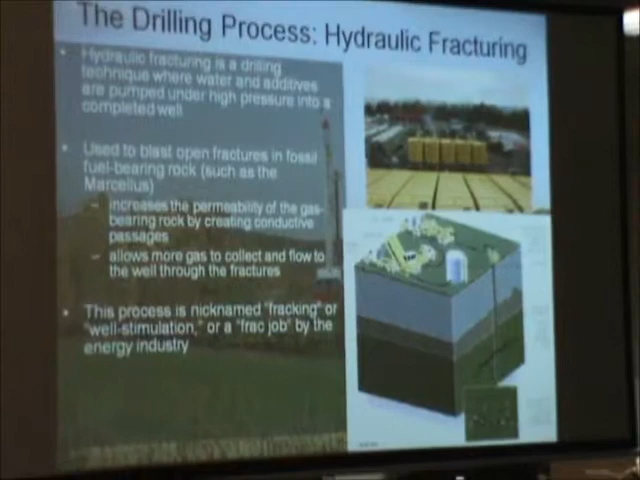 The Drilling Process: Hydraulic Fracturing
• Hydraulic fracturing is a drilling
technique where water and additives
are pumped under high pressure into a
completed well
• Used to blast open fractures in fossil
fuel-bearing rock (such as the
Marcellus)
– increases the permeability of the gas-
bearing rock by creating conductive
passages
– allows more gas to collect and flow to
the well through the fractures
• This process is nicknamed "fracking" or
"well-stimulation," or a "frac job" by the
energy industry